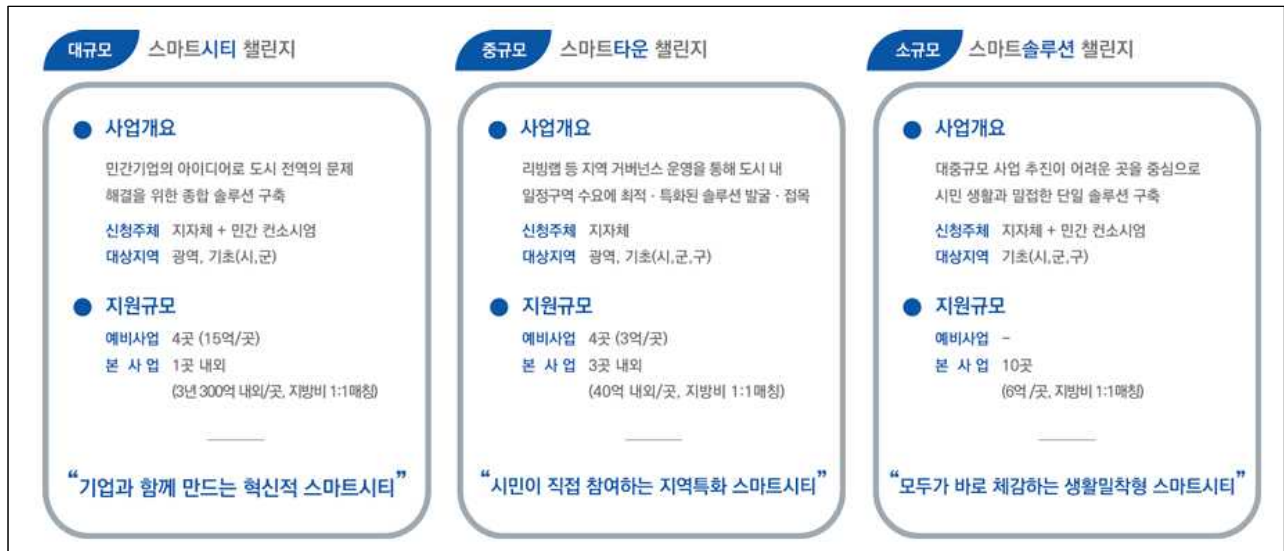 대규모 스마트시티 챌린지
사업개요
민간기업의 아이디어로 도시 전역의 문제
해결을 위한 종합 솔루션 구축
신청주체 지자체 + 민간 컨소시엄
대상지역 광역, 기초(시,군)
지원규모
예비사업 4곳 (15억/곳)
본 사 업 1곳 내외
(3년 300억 내외/곳, 지방비 1:1매칭)
“기업과 함께 만드는 혁신적 스마트시티”
중규모 스마트타운 챌린지
사업개요
리빙랩 등 지역 거버넌스 운영을 통해 도시 내
일정구역 수요에 최적 · 특화된 솔루션 발굴 · 접목
신청주체 지자체
대상지역 광역, 기초(시,군,구)
지원규모
예비사업 4곳 (3억/곳)
본 사 업 3곳 내외
(40억 내외/곳, 지방비 1:1매칭)
“시민이 직접 참여하는 지역특화 스마트시티”
소규모 스마트솔루션 챌린지
사업개요
대중규모 사업 추진이 어려운 곳을 중심으로
시민 생활과 밀접한 단일 솔루션 구축
신청주체 지자체 + 민간 컨소시엄
대상지역 기초(시,군,구)
지원규모
예비사업 -
본 사 업 10곳
(6억 /곳, 지방비 1:1매칭)
“모두가 바로 체감하는 생활밀착형 스마트시티”